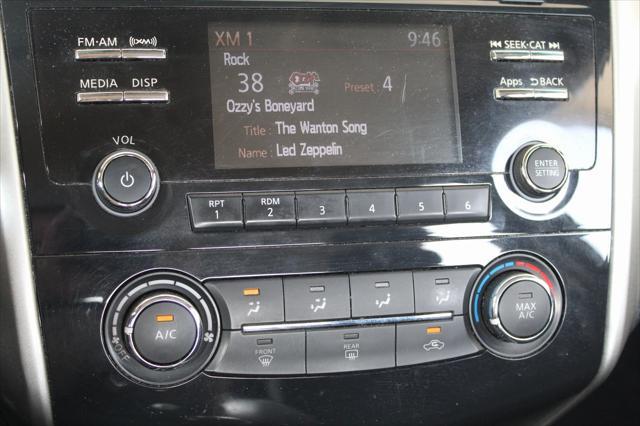 FM·AM
XM 1 9:46
SEEK·CAT
Rock
MEDIA DISP
38 Preset : 4
Apps BACK
Ozzy's Boneyard
Title : The Wanton Song
VOL
Name : Led Zeppelin
ENTER
SETTING
RPT
1
RDM
2
3
4
5
6
A/C
OFF
MAX
A/C
FRONT
REAR